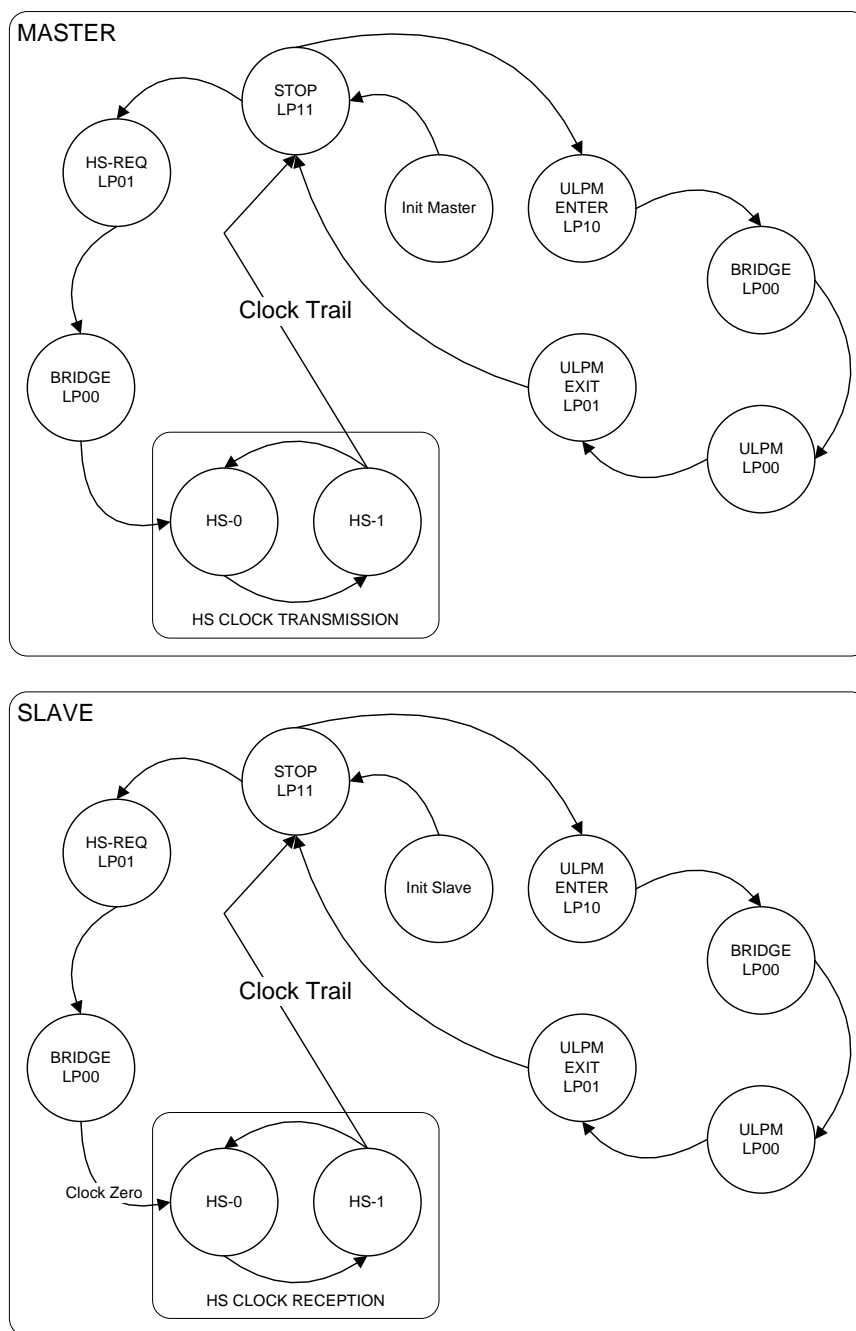 MASTER
STOP
LP11
HS-REQ
LP01
Init Master
ULPM
ENTER
LP10
BRIDGE
LP00
Clock Trail
BRIDGE
LP00
ULPM
EXIT
LP01
ULPM
LP00
HS-0
HS-1
HS CLOCK TRANSMISSION
SLAVE
STOP
LP11
HS-REQ
LP01
Init Slave
ULPM
ENTER
LP10
BRIDGE
LP00
Clock Trail
BRIDGE
LP00
ULPM
EXIT
LP01
ULPM
LP00
Clock Zero
HS-0
HS-1
HS CLOCK RECEPTION